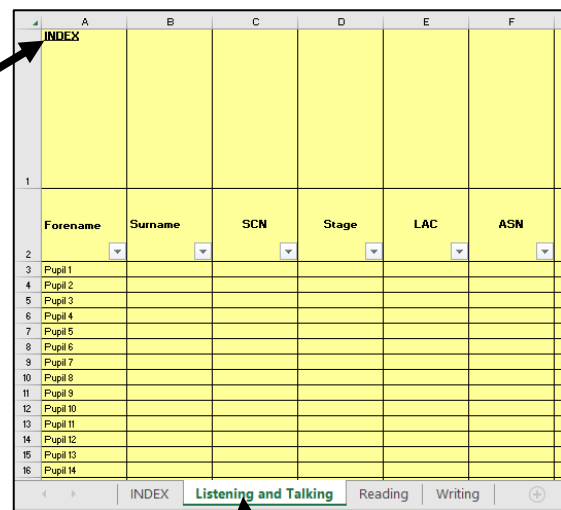 A B C D E F
INDEX
1
Forename Surname SCN Stage LAC ASN
2
3 Pupil 1
4 Pupil 2
5 Pupil 3
6 Pupil 4
7 Pupil 5
8 Pupil 6
9 Pupil 7
10 Pupil 8
11 Pupil 9
12 Pupil 10
13 Pupil 11
14 Pupil 12
15 Pupil 13
16 Pupil 14
INDEX Listening and Talking Reading Writing